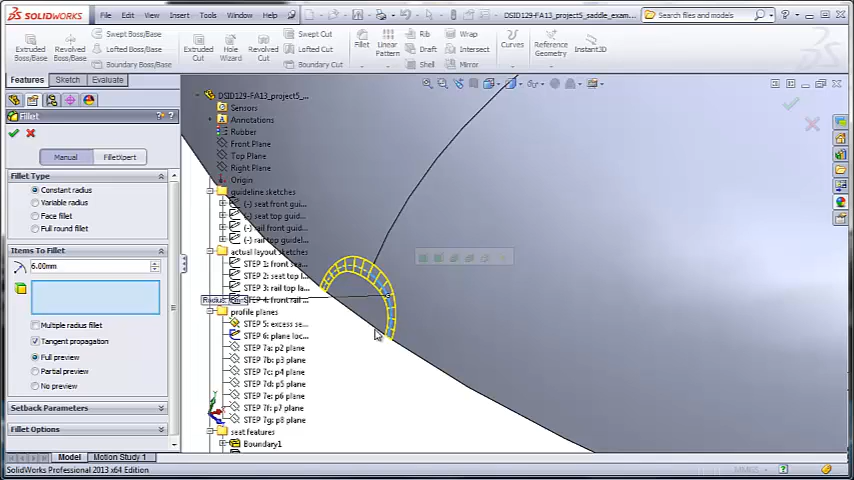 SOLIDWORKS File Edit View Insert Tools Window Help DSID129-FA13_project5_saddle_exam... Search files and models
Extruded Boss/Base Revolved Boss/Base Swept Boss/Base Lofted Boss/Base Boundary Boss/Base Extruded Cut Hole Wizard Revolved Cut Swept Cut Lofted Cut Boundary Cut Fillet Linear Pattern Rib Draft Shell Wrap Intersect Mirror Curves Reference Geometry Instant3D
Features Sketch Evaluate
Fillet
Manual FilletXpert
Fillet Type
Constant radius
Variable radius
Face fillet
Full round fillet
Items To Fillet
6.00mm
Multiple radius fillet
Tangent propagation
Full preview
Partial preview
No preview
Setback Parameters
Fillet Options
DSID129-FA13_project5_...
Sensors
Annotations
Rubber
Front Plane
Top Plane
Right Plane
Origin
guideline sketches
(-) seat front gui...
(-) seat top guid...
(-) rail front gui...
(-) rail top guidel...
actual layout sketches
STEP 1: front sea...
STEP 2: seat top l...
STEP 3: rail top la...
STEP 4: front rail ...
Radius:
profile planes
STEP 5: excess se...
STEP 6: plane loc...
STEP 7a: p2 plane
STEP 7b: p3 plane
STEP 7c: p4 plane
STEP 7d: p5 plane
STEP 7e: p6 plane
STEP 7f: p7 plane
STEP 7g: p8 plane
seat features
Boundary1
Model Motion Study 1
SolidWorks Professional 2013 x64 Edition MMGS